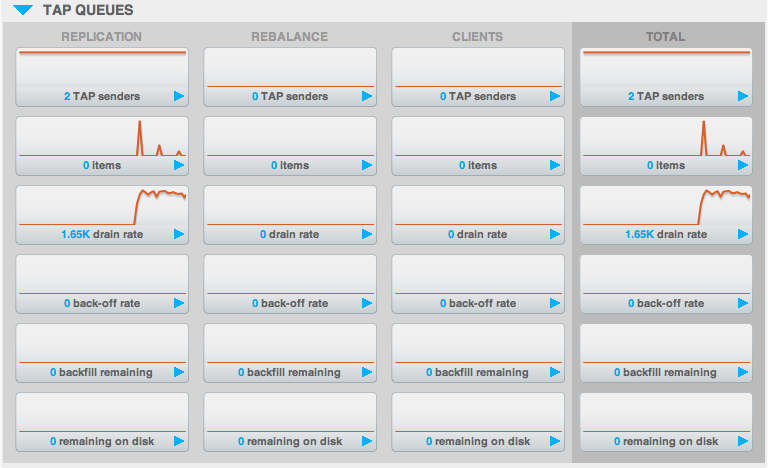 TAP QUEUES
REPLICATION REBALANCE CLIENTS TOTAL
2 TAP senders 0 TAP senders 0 TAP senders 2 TAP senders
0 items 0 items 0 items 0 items
1.65K drain rate 0 drain rate 0 drain rate 1.65K drain rate
0 back-off rate 0 back-off rate 0 back-off rate 0 back-off rate
0 backfill remaining 0 backfill remaining 0 backfill remaining 0 backfill remaining
0 remaining on disk 0 remaining on disk 0 remaining on disk 0 remaining on disk